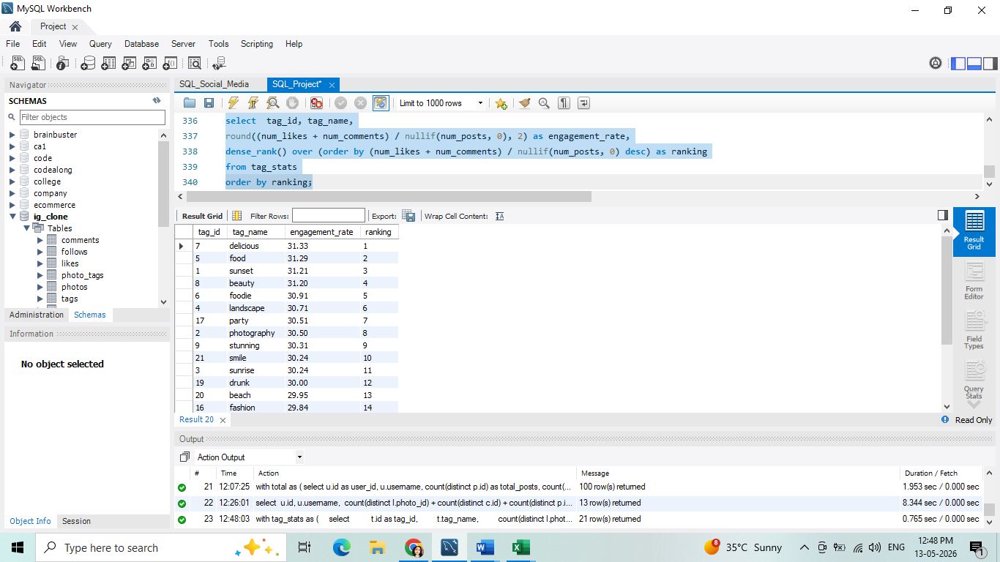 MySQL Workbench
Project
File Edit View Query Database Server Tools Scripting Help
Navigator
SCHEMAS
Filter objects
brainbuster
ca1
code
codealong
college
company
ecommerce
ig_clone
Tables
comments
follows
likes
photo_tags
photos
tags
Administration Schemas
Information
No object selected
Object Info Session
SQL_Social_Media SQL_Project*
Limit to 1000 rows
336 select tag_id, tag_name,
337 round((num_likes + num_comments) / nullif(num_posts, 0), 2) as engagement_rate,
338 dense_rank() over (order by (num_likes + num_comments) / nullif(num_posts, 0) desc) as ranking
339 from tag_stats
340 order by ranking;
Result Grid Filter Rows: Export: Wrap Cell Content:
tag_id tag_name engagement_rate ranking
7 delicious 31.33 1
5 food 31.29 2
1 sunset 31.21 3
8 beauty 31.20 4
6 foodie 30.91 5
4 landscape 30.71 6
17 party 30.51 7
2 photography 30.50 8
9 stunning 30.31 9
21 smile 30.24 10
3 sunrise 30.24 11
19 drunk 30.00 12
20 beach 29.95 13
16 fashion 29.84 14
Result Grid
Form Editor
Field Types
Query Stats
Result 20
Read Only
Output
Action Output
# Time Action Message Duration / Fetch
21 12:07:25 with total as ( select u.id as user_id, u.username, count(distinct p.id) as total_posts, count(... 100 row(s) returned 1.953 sec / 0.000 sec
22 12:26:01 select u.id, u.username, count(distinct l.photo_id) + count(distinct c.id) + count(distinct p.i... 13 row(s) returned 8.344 sec / 0.000 sec
23 12:48:03 with tag_stats as ( select t.id as tag_id, t.tag_name, count(distinct l.phot... 21 row(s) returned 0.765 sec / 0.000 sec
Type here to search
8
35°C Sunny
ENG
12:48 PM
13-05-2026
1